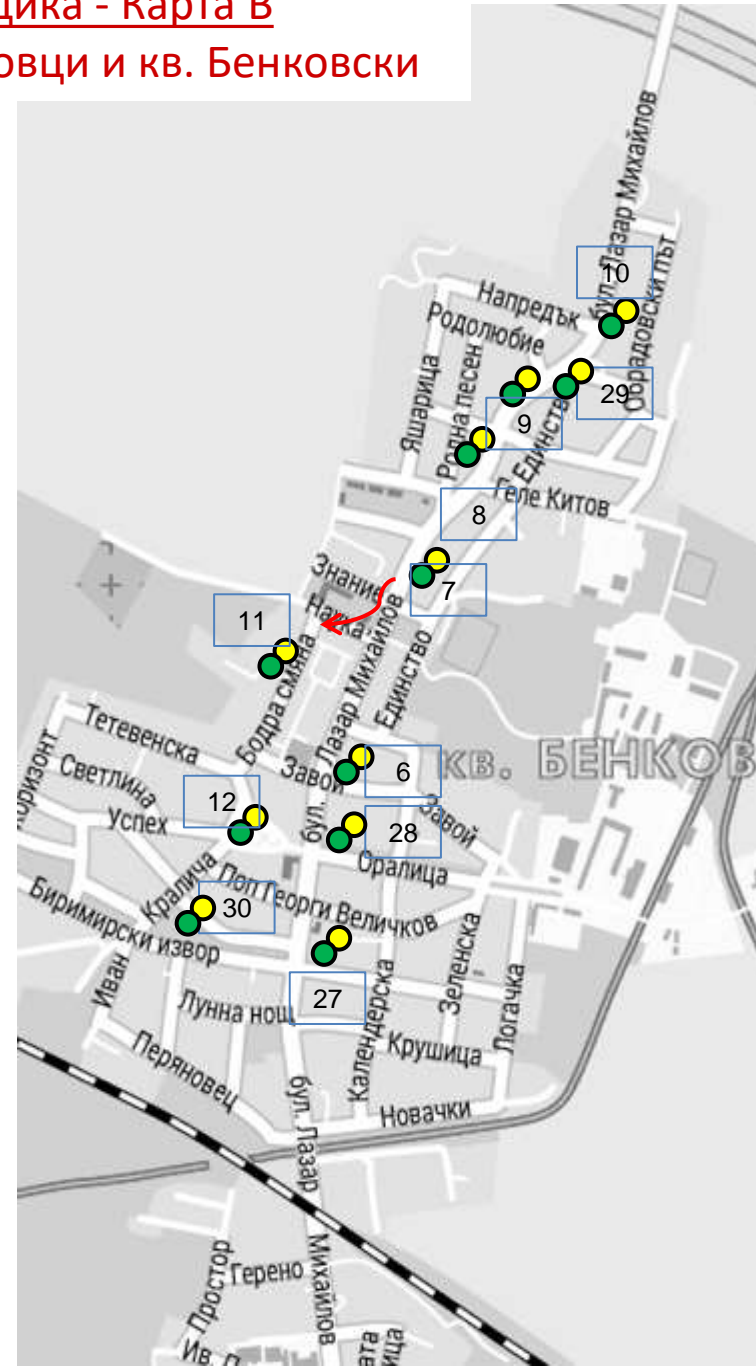 дика - Карта В
овци и кв. Бенковски
бул. Лазар Михайлов
Обрадовски път
10
Напредък
Родолюбие
Яшарица
Родна песен
29
9
Единство
Геле Китов
8
Знание
7
Наука
11
бул. Лазар Михайлов
Единство
Бодра смяна
Тетевенска
Хоризонт
Светлина
Завой
6
КВ. БЕНКОВ
12
Успех
28
Завой
Оралица
Кралича
Поп Георги Величков
30
Биримирски извор
Зеленска
Иван
27
Лунна нощ
Календерска
Логачка
Крушица
Перяновец
Новачки
бул. Лазар
Михайлов
Простор
Герено
Ив.